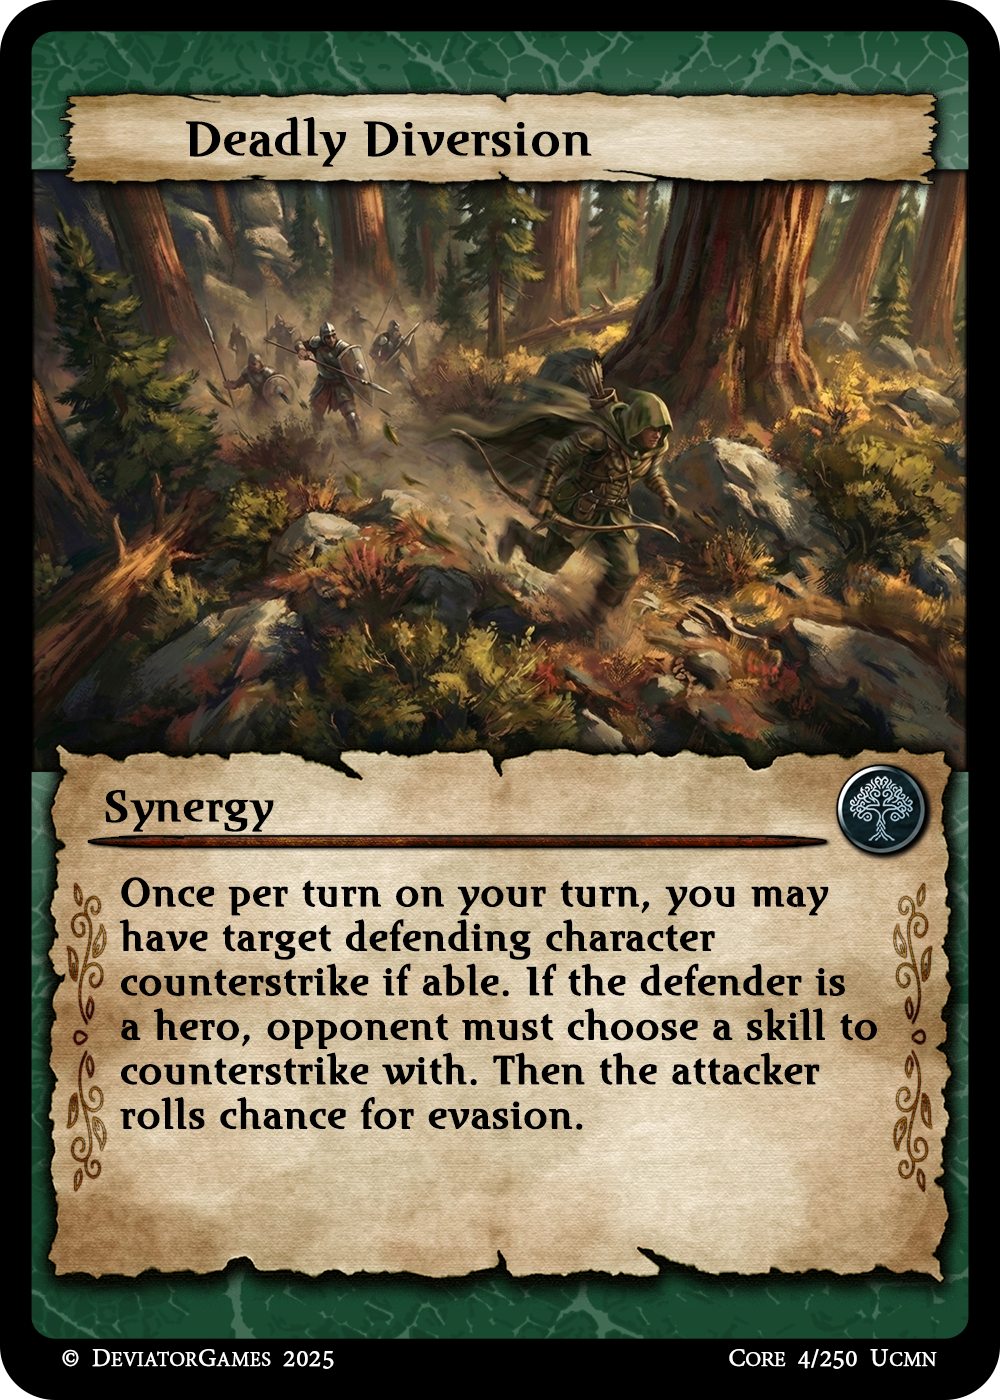 Deadly Diversion
Synergy
Once per turn on your turn, you may
have target defending character
counterstrike if able. If the defender is
a hero, opponent must choose a skill to
counterstrike with. Then the attacker
rolls chance for evasion.
© DeviatorGames 2025
Core 4/250 Ucmn